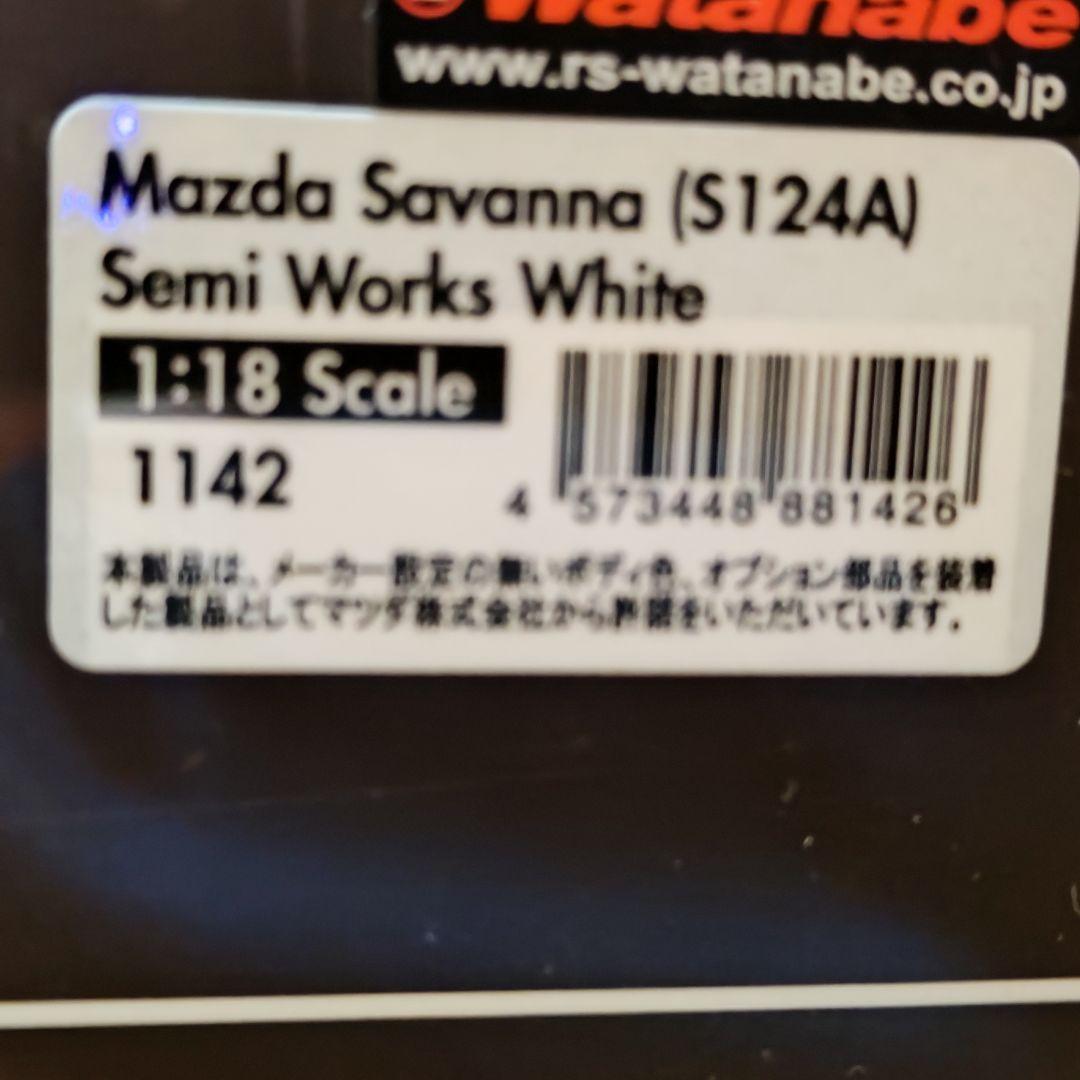 Watanabe
www.rs-watanabe.co.jp
Mazda Savanna (S124A)
Semi Works White
1:18 Scale
1142
4 573448 881426
本製品は、メーカー設定の無いボディ色、オプション部品を装着
した製品としてマツダ株式会社から許諾をいただいています。